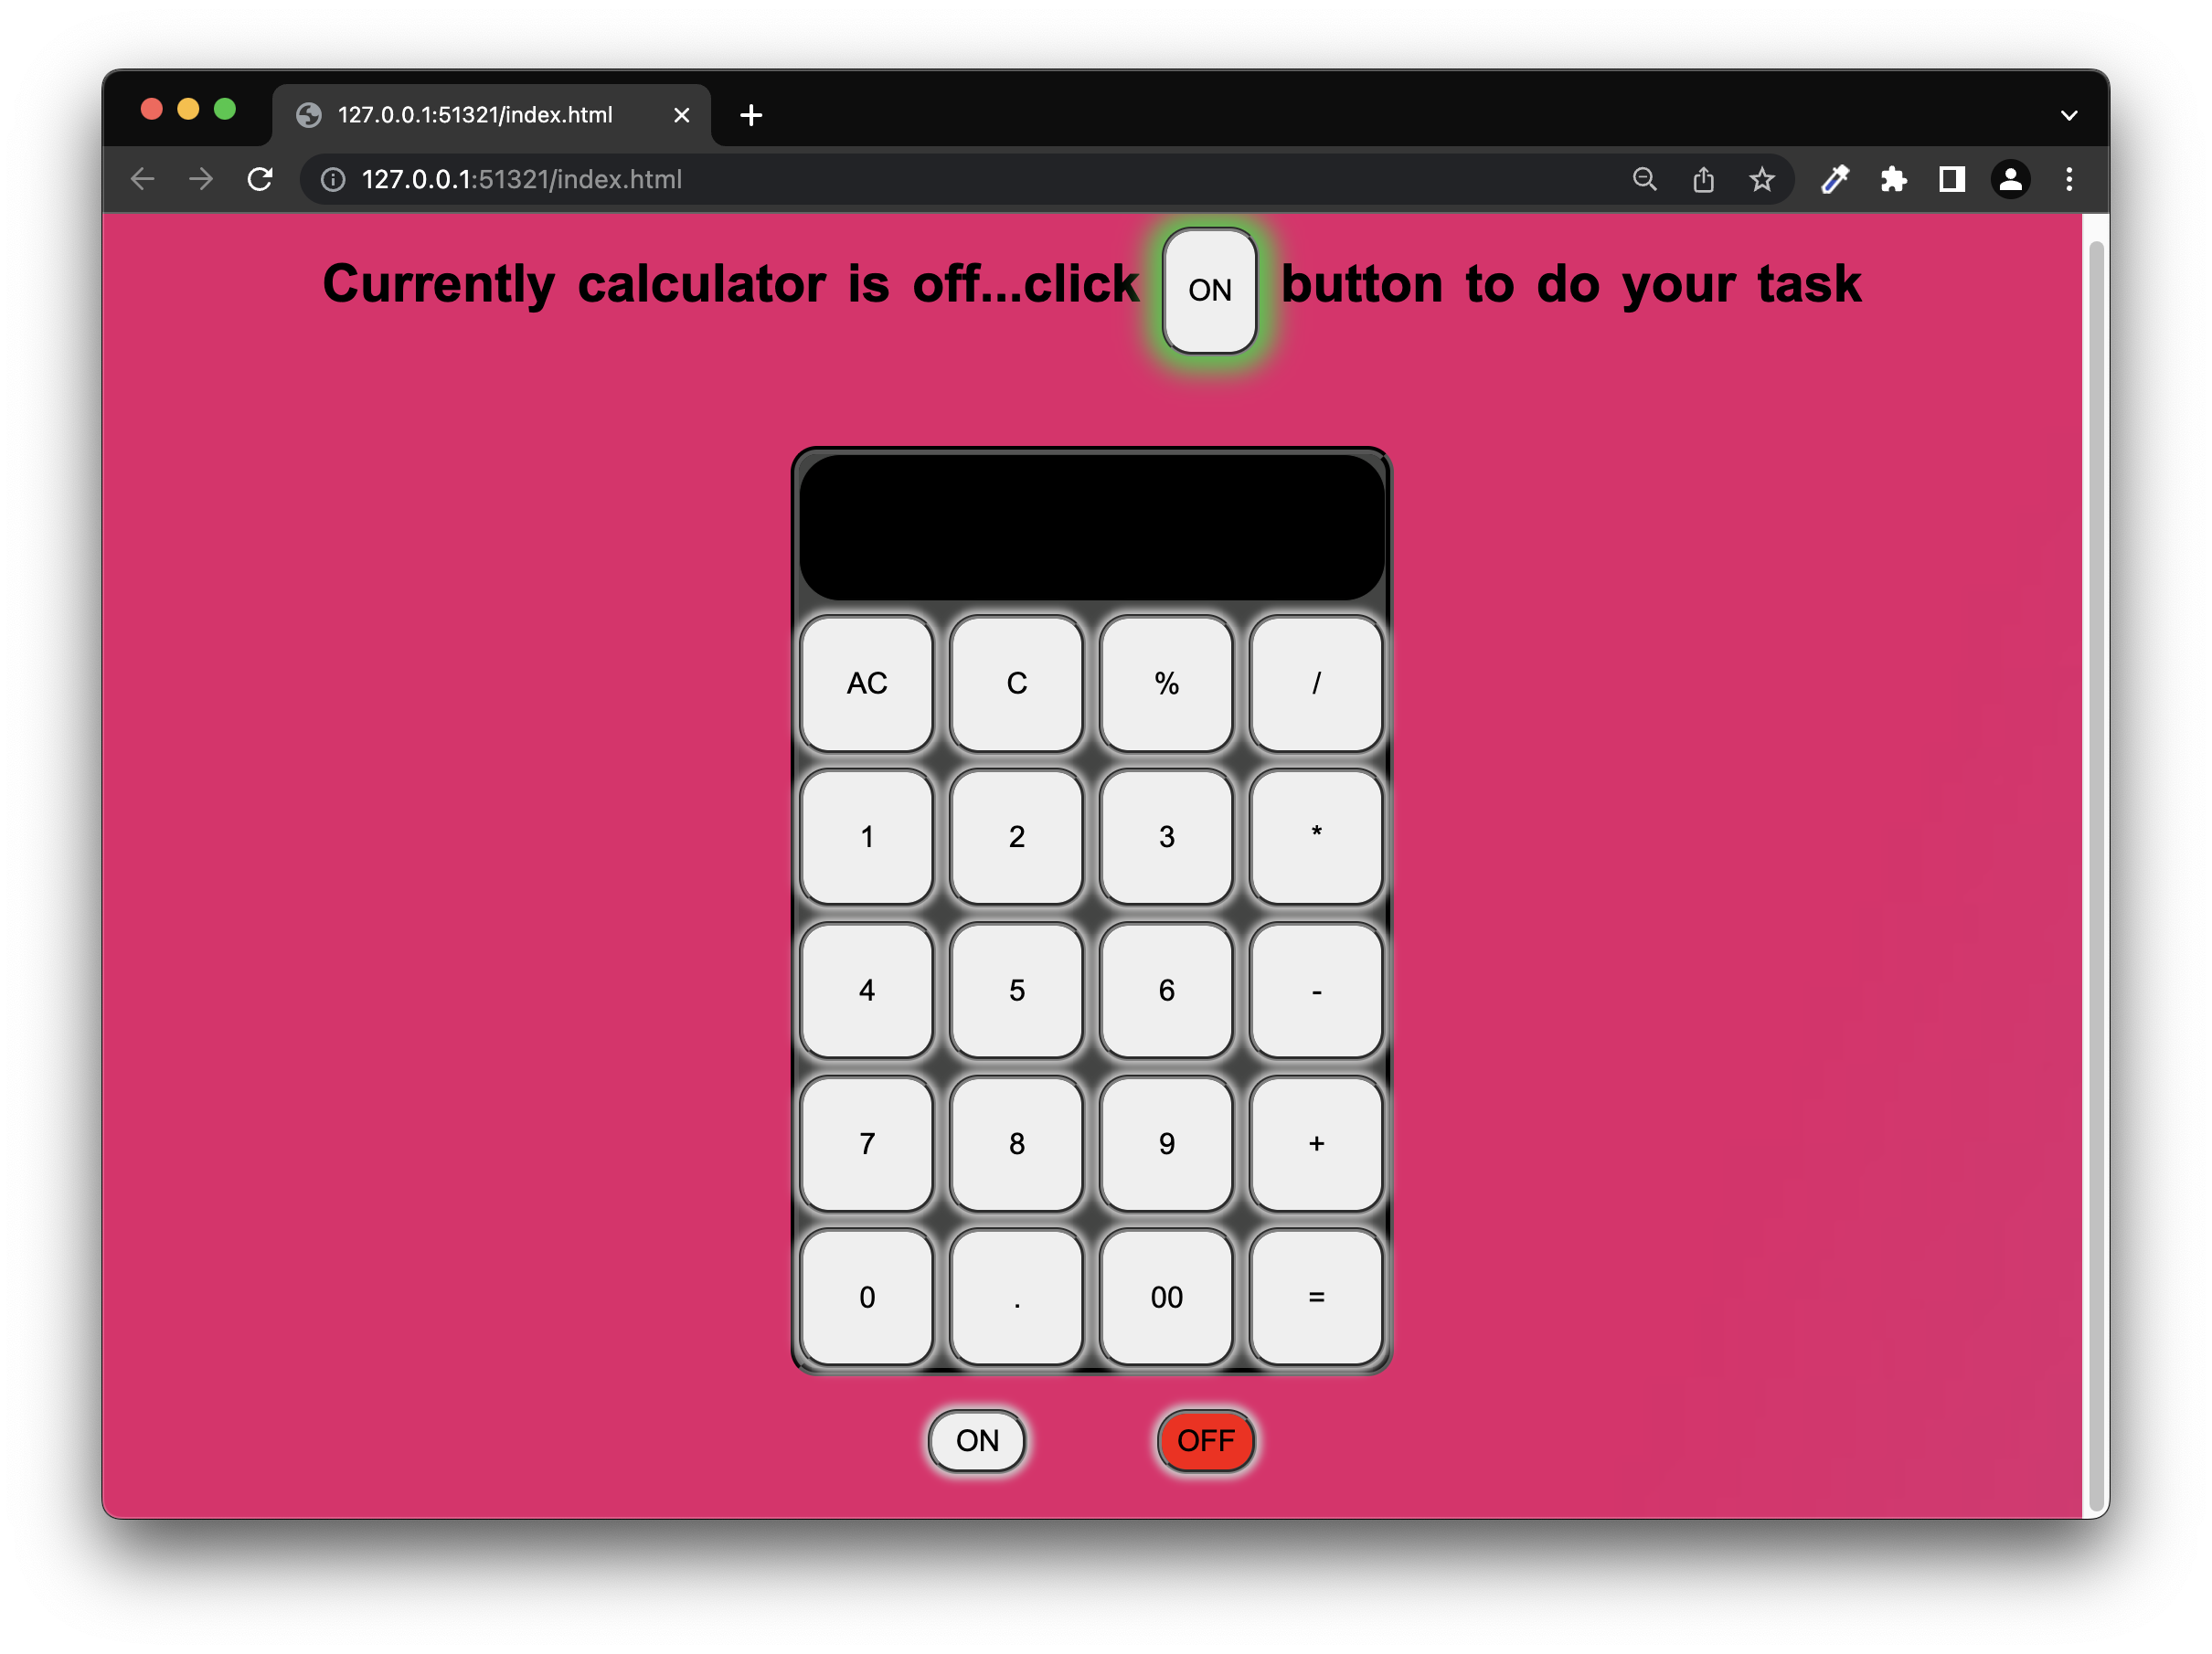 127.0.0.1:51321/index.html
127.0.0.1:51321/index.html
Currently calculator is off...click ON button to do your task
AC C % /
1 2 3 *
4 5 6 -
7 8 9 +
0 . 00 =
ON OFF